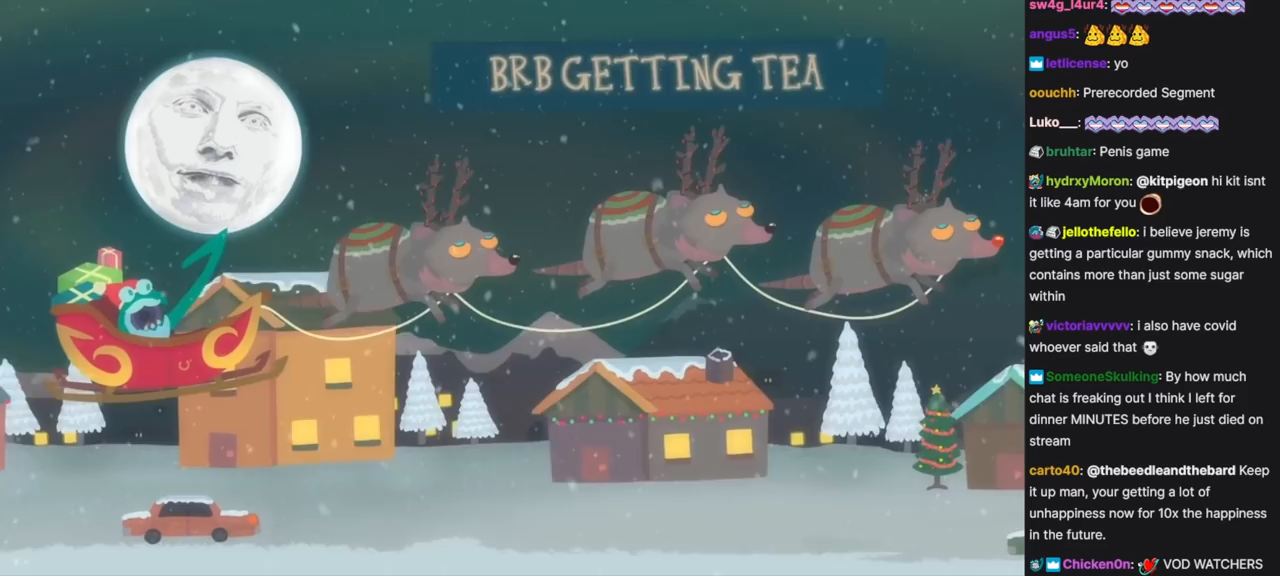 BRB GETTING TEA
sw4g_l4ur4:
angus5:
letlicense: yo
oouchh: Prerecorded Segment
Luko___:
bruhtar: Penis game
hydrxyMoron: @kitpigeon hi kit isnt
it like 4am for you
jellothefello: i believe jeremy is
getting a particular gummy snack, which
contains more than just some sugar
within
victoriavvvvv: i also have covid
whoever said that
SomeoneSkulking: By how much
chat is freaking out I think I left for
dinner MINUTES before he just died on
stream
carto40: @thebeedleandthebard Keep
it up man, your getting a lot of
unhappiness now for 10x the happiness
in the future.
Chicken0n: VOD WATCHERS